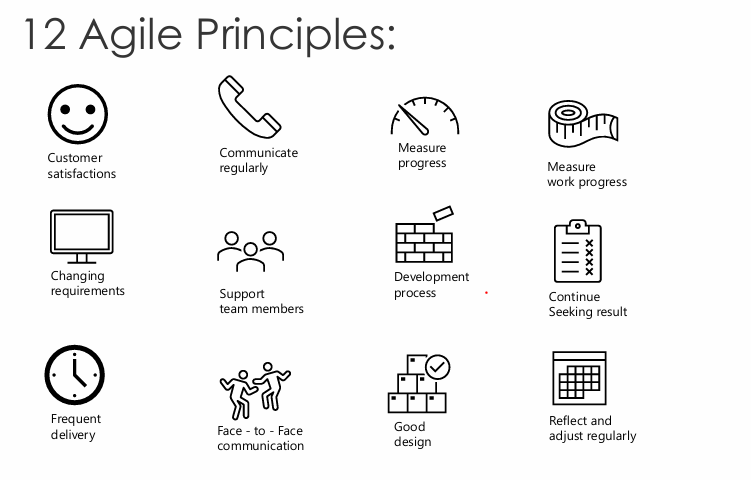 12 Agile Principles:
Customer
satisfactions
Communicate
regularly
Measure
progress
Measure
work progress
Changing
requirements
Support
team members
Development
process
Continue
Seeking result
Frequent
delivery
Face - to - Face
communication
Good
design
Reflect and
adjust regularly